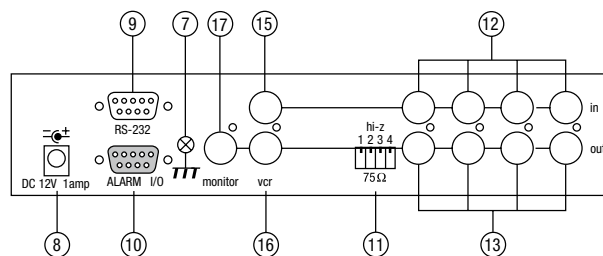 9 7 17 15 12
in
RS-232
hi-z
1 2 3 4
out
DC 12V 1amp ALARM I/O monitor vcr 75Ω
8 10 16 11 13